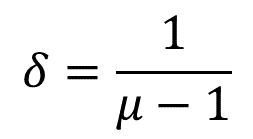 δ = 1 / (μ − 1)